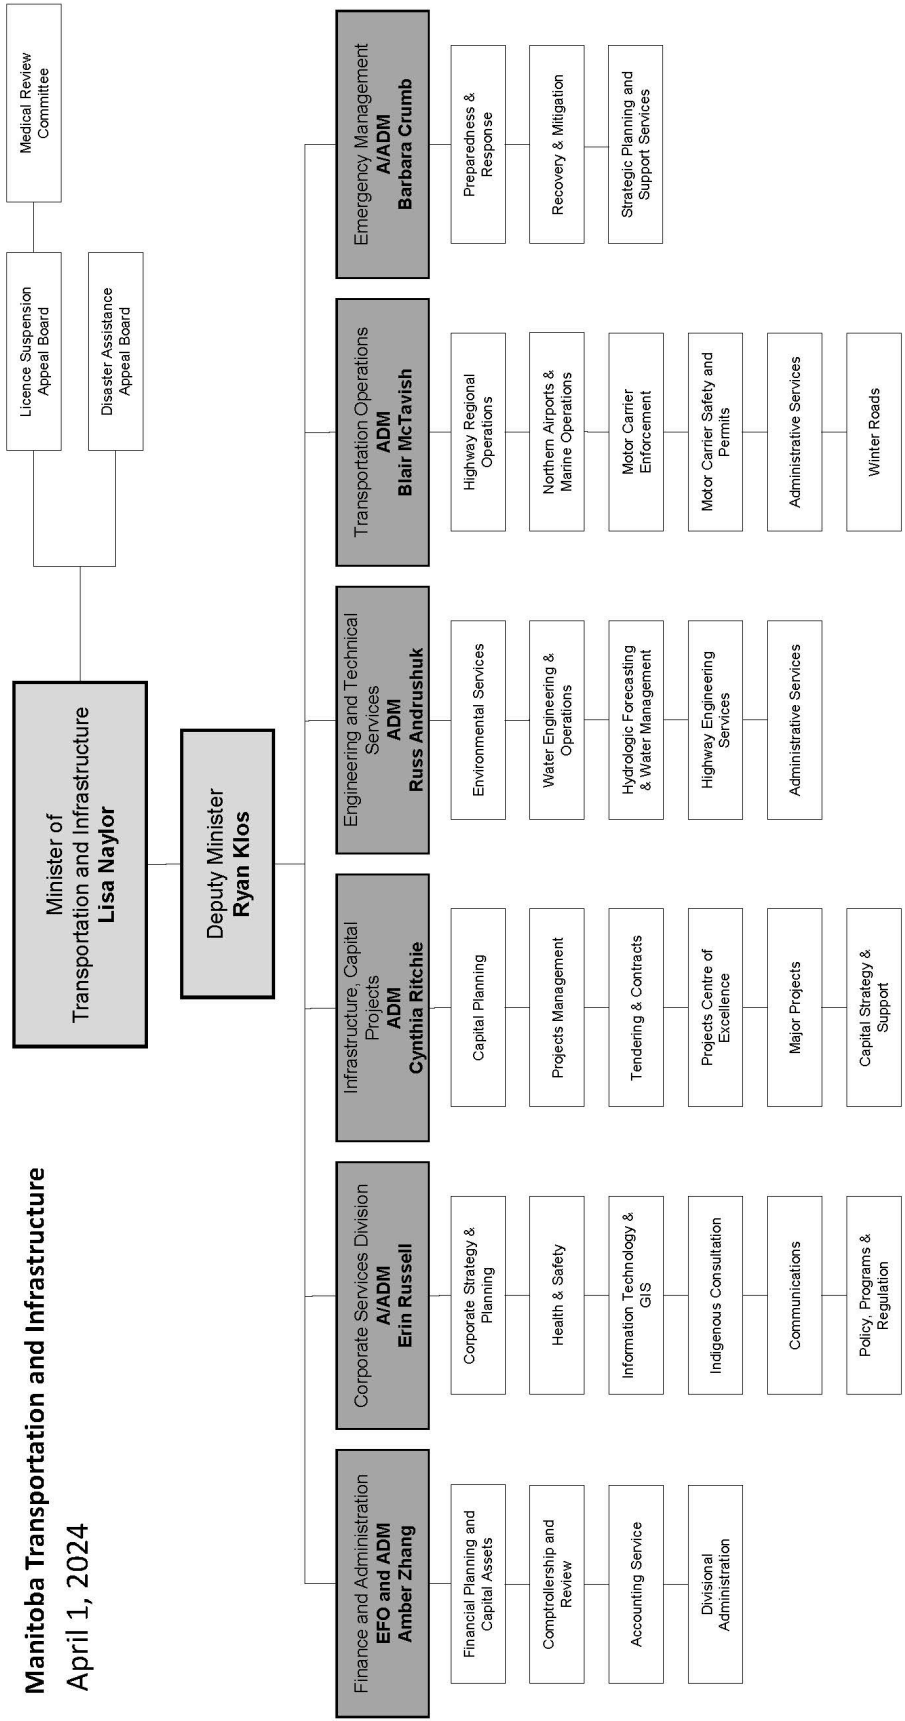 Manitoba Transportation and Infrastructure
April 1, 2024
Minister of
Transportation and Infrastructure
Lisa Naylor
Licence Suspension
Appeal Board
Medical Review
Committee
Disaster Assistance
Appeal Board
Deputy Minister
Ryan Klos
Finance and Administration
EFO and ADM
Amber Zhang
Financial Planning and
Capital Assets
Comptrollership and
Review
Accounting Service
Divisional
Administration
Corporate Services Division
A/ADM
Erin Russell
Corporate Strategy &
Planning
Health & Safety
Information Technology &
GIS
Indigenous Consultation
Communications
Policy, Programs &
Regulation
Infrastructure, Capital
Projects
ADM
Cynthia Ritchie
Capital Planning
Projects Management
Tendering & Contracts
Projects Centre of
Excellence
Major Projects
Capital Strategy &
Support
Engineering and Technical
Services
ADM
Russ Andrushuk
Environmental Services
Water Engineering &
Operations
Hydrologic Forecasting
& Water Management
Highway Engineering
Services
Administrative Services
Transportation Operations
ADM
Blair McTavish
Highway Regional
Operations
Northern Airports &
Marine Operations
Motor Carrier
Enforcement
Motor Carrier Safety and
Permits
Administrative Services
Winter Roads
Emergency Management
A/ADM
Barbara Crumb
Preparedness &
Response
Recovery & Mitigation
Strategic Planning and
Support Services